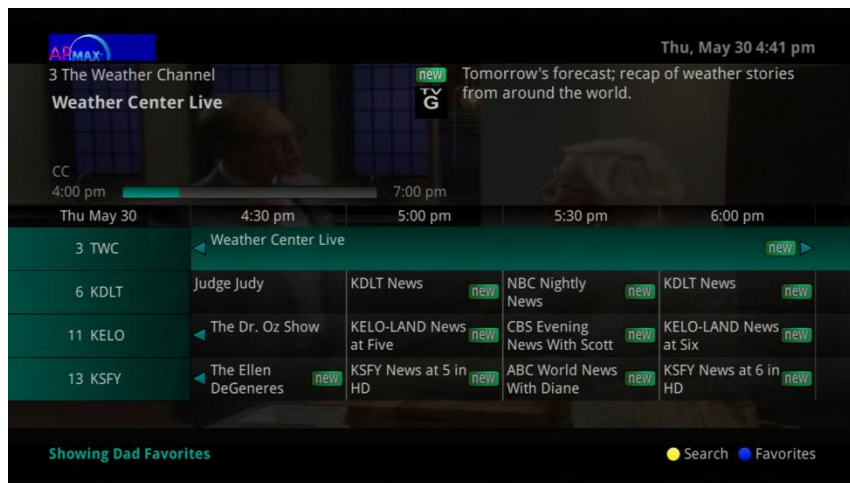 APMAX
Thu, May 30 4:41 pm
3 The Weather Channel
new
Weather Center Live
TV
G
Tomorrow's forecast; recap of weather stories
from around the world.
CC
4:00 pm
7:00 pm
Thu May 30 4:30 pm 5:00 pm 5:30 pm 6:00 pm
3 TWC
Weather Center Live
new
6 KDLT
Judge Judy
KDLT News
new
NBC Nightly
News
new
KDLT News
new
11 KELO
The Dr. Oz Show
KELO-LAND News
at Five
new
CBS Evening
News With Scott
new
KELO-LAND News
at Six
new
13 KSFY
The Ellen
DeGeneres
new
KSFY News at 5 in
HD
new
ABC World News
With Diane
new
KSFY News at 6 in
HD
new
Showing Dad Favorites
Search
Favorites